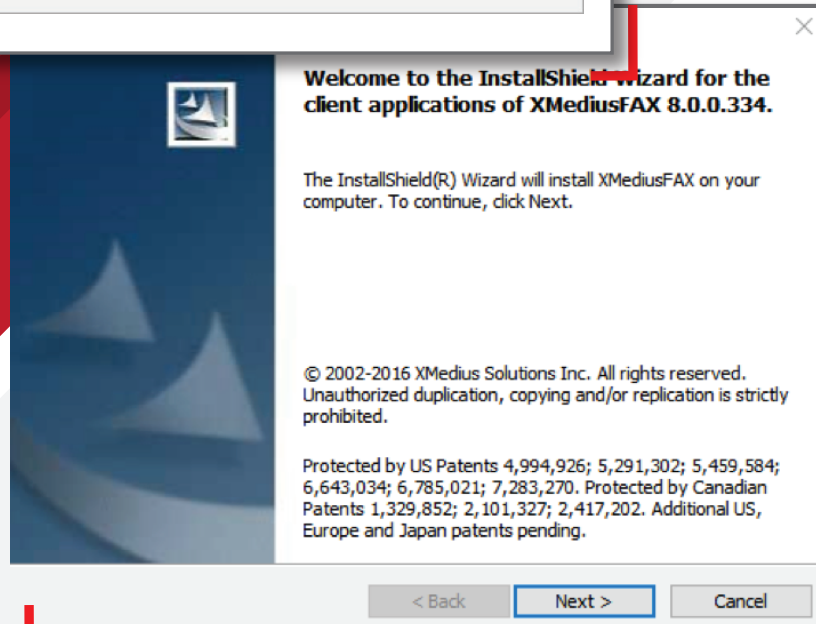 Welcome to the InstallShield Wizard for the
client applications of XMediusFAX 8.0.0.334.
The InstallShield(R) Wizard will install XMediusFAX on your
computer. To continue, click Next.
© 2002-2016 XMedius Solutions Inc. All rights reserved.
Unauthorized duplication, copying and/or replication is strictly
prohibited.
Protected by US Patents 4,994,926; 5,291,302; 5,459,584;
6,643,034; 6,785,021; 7,283,270. Protected by Canadian
Patents 1,329,852; 2,101,327; 2,417,202. Additional US,
Europe and Japan patents pending.
< Back Next > Cancel